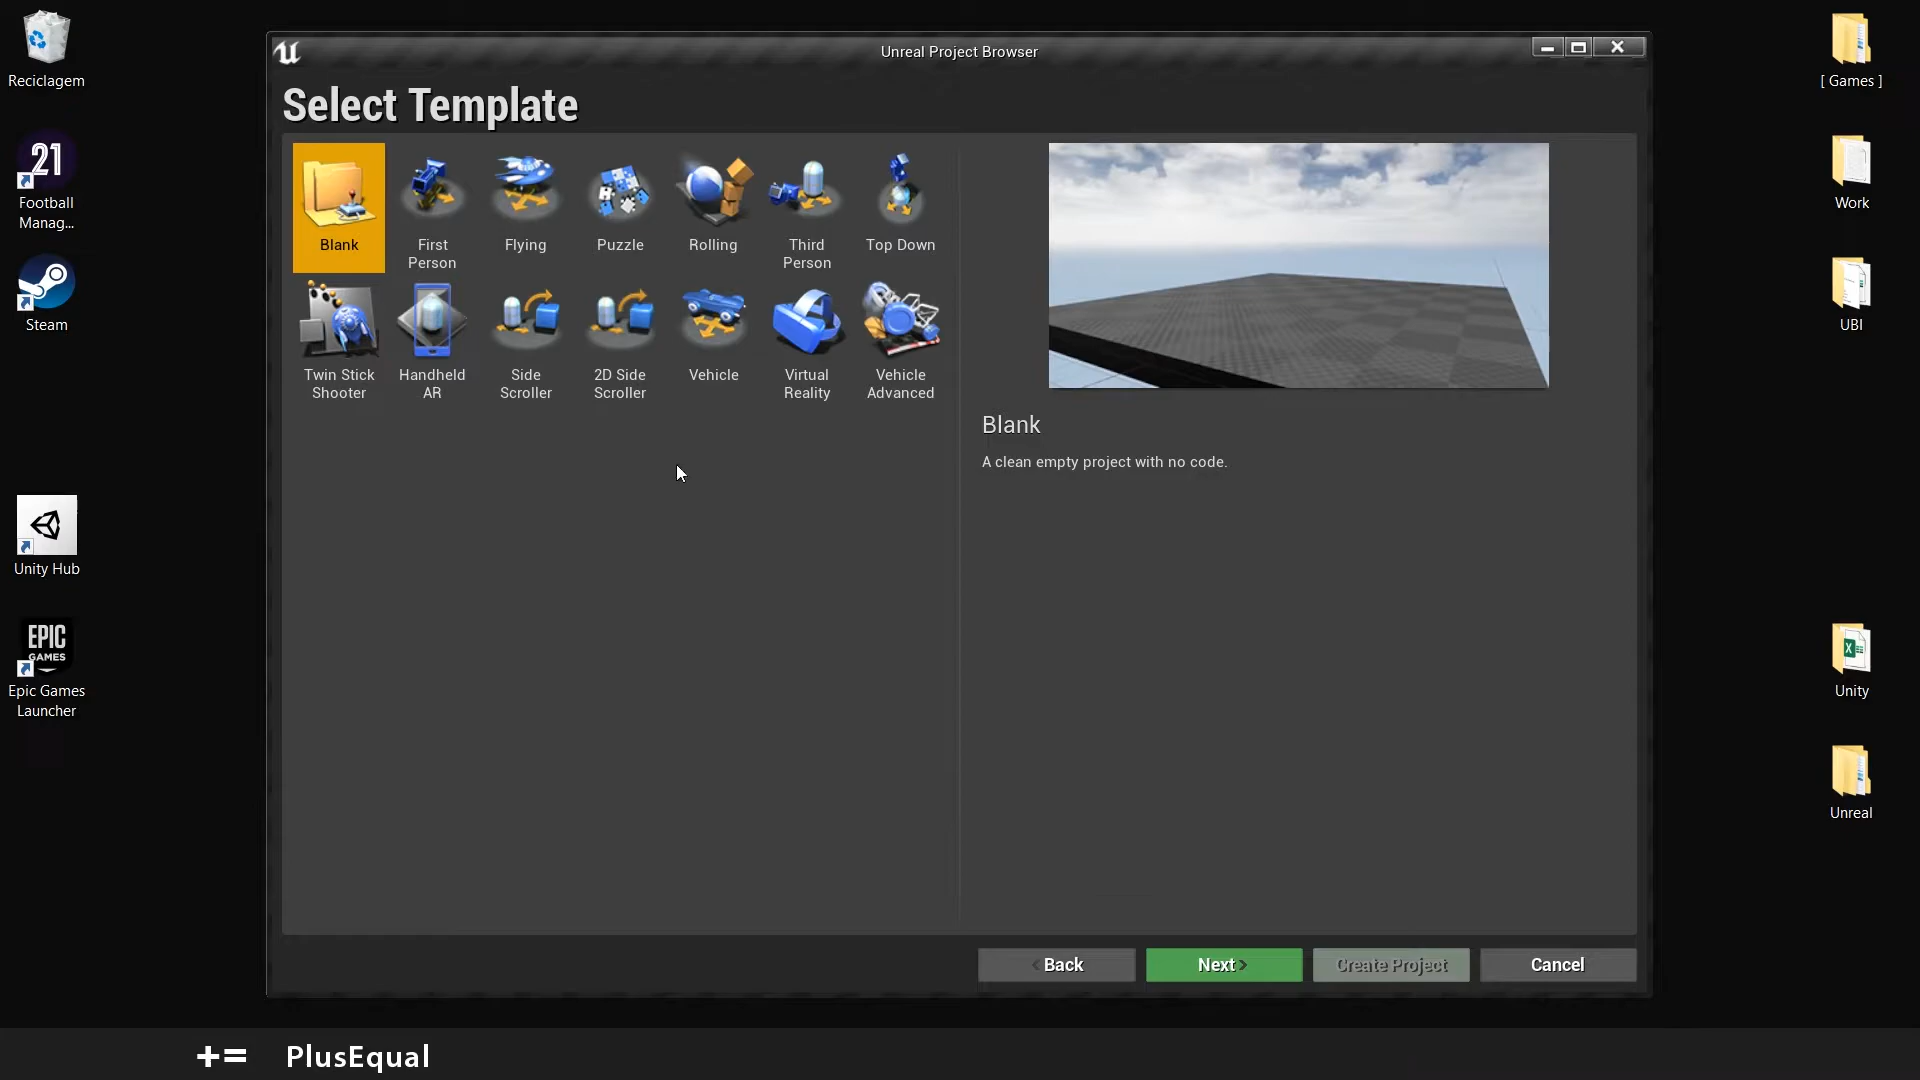 Unreal Project Browser
Select Template
Blank
First
Person
Flying
Puzzle
Rolling
Third
Person
Top Down
Twin Stick
Shooter
Handheld
AR
Side
Scroller
2D Side
Scroller
Vehicle
Virtual
Reality
Vehicle
Advanced
Blank
A clean empty project with no code.
< Back
Next >
Create Project
Cancel
Reciclagem
21
Football
Manag...
Steam
Unity Hub
EPIC
GAMES
Epic Games
Launcher
[ Games ]
Work
UBI
Unity
Unreal
+= PlusEqual